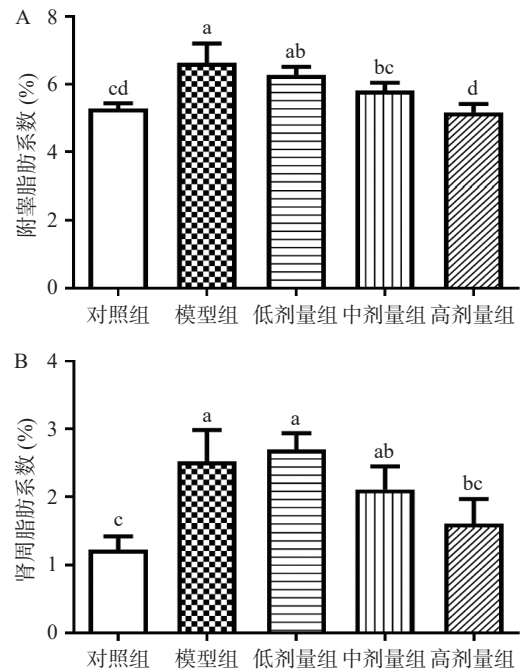 A
附睾脂肪系数 (%)
8
6
4
2
0
cd
a
ab
bc
d
对照组 模型组 低剂量组 中剂量组 高剂量组
B
肾周脂肪系数 (%)
4
3
2
1
0
c
a
a
ab
bc
对照组 模型组 低剂量组 中剂量组 高剂量组